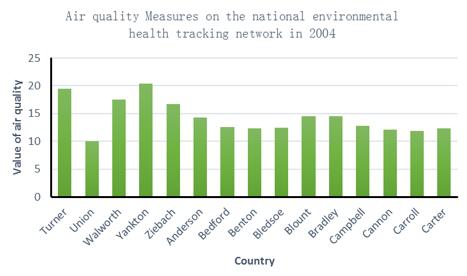 Air quality Measures on the national environmental
health tracking network in 2004
Value of air quality
25
20
15
10
5
0
Turner
Union
Walworth
Yankton
Ziebach
Anderson
Bedford
Benton
Bledsoe
Blount
Bradley
Campbell
Cannon
Carroll
Carter
Country